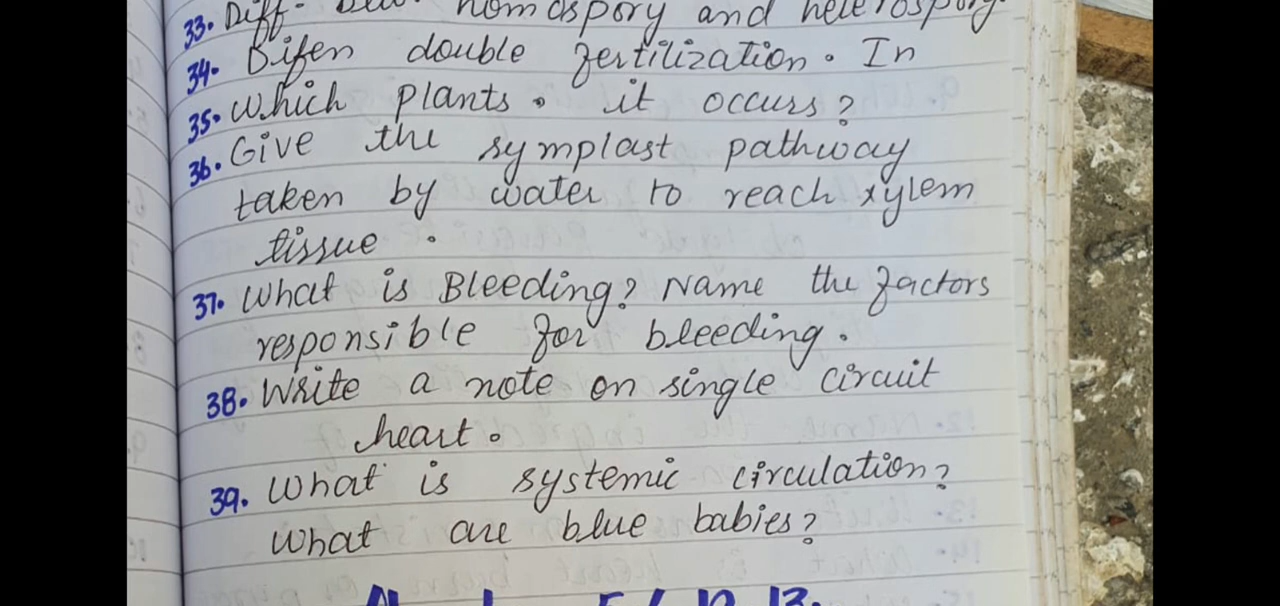 33. Diff- homospory and heterospory.
34. Difen double fertilization. In
35. Which plants. it occurs?
36. Give the symplast pathway
taken by water to reach xylem
tissue.
37. What is Bleeding? Name the factors
responsible for bleeding.
38. Write a note on single circuit
heart.
39. What is systemic circulation?
What are blue babies?